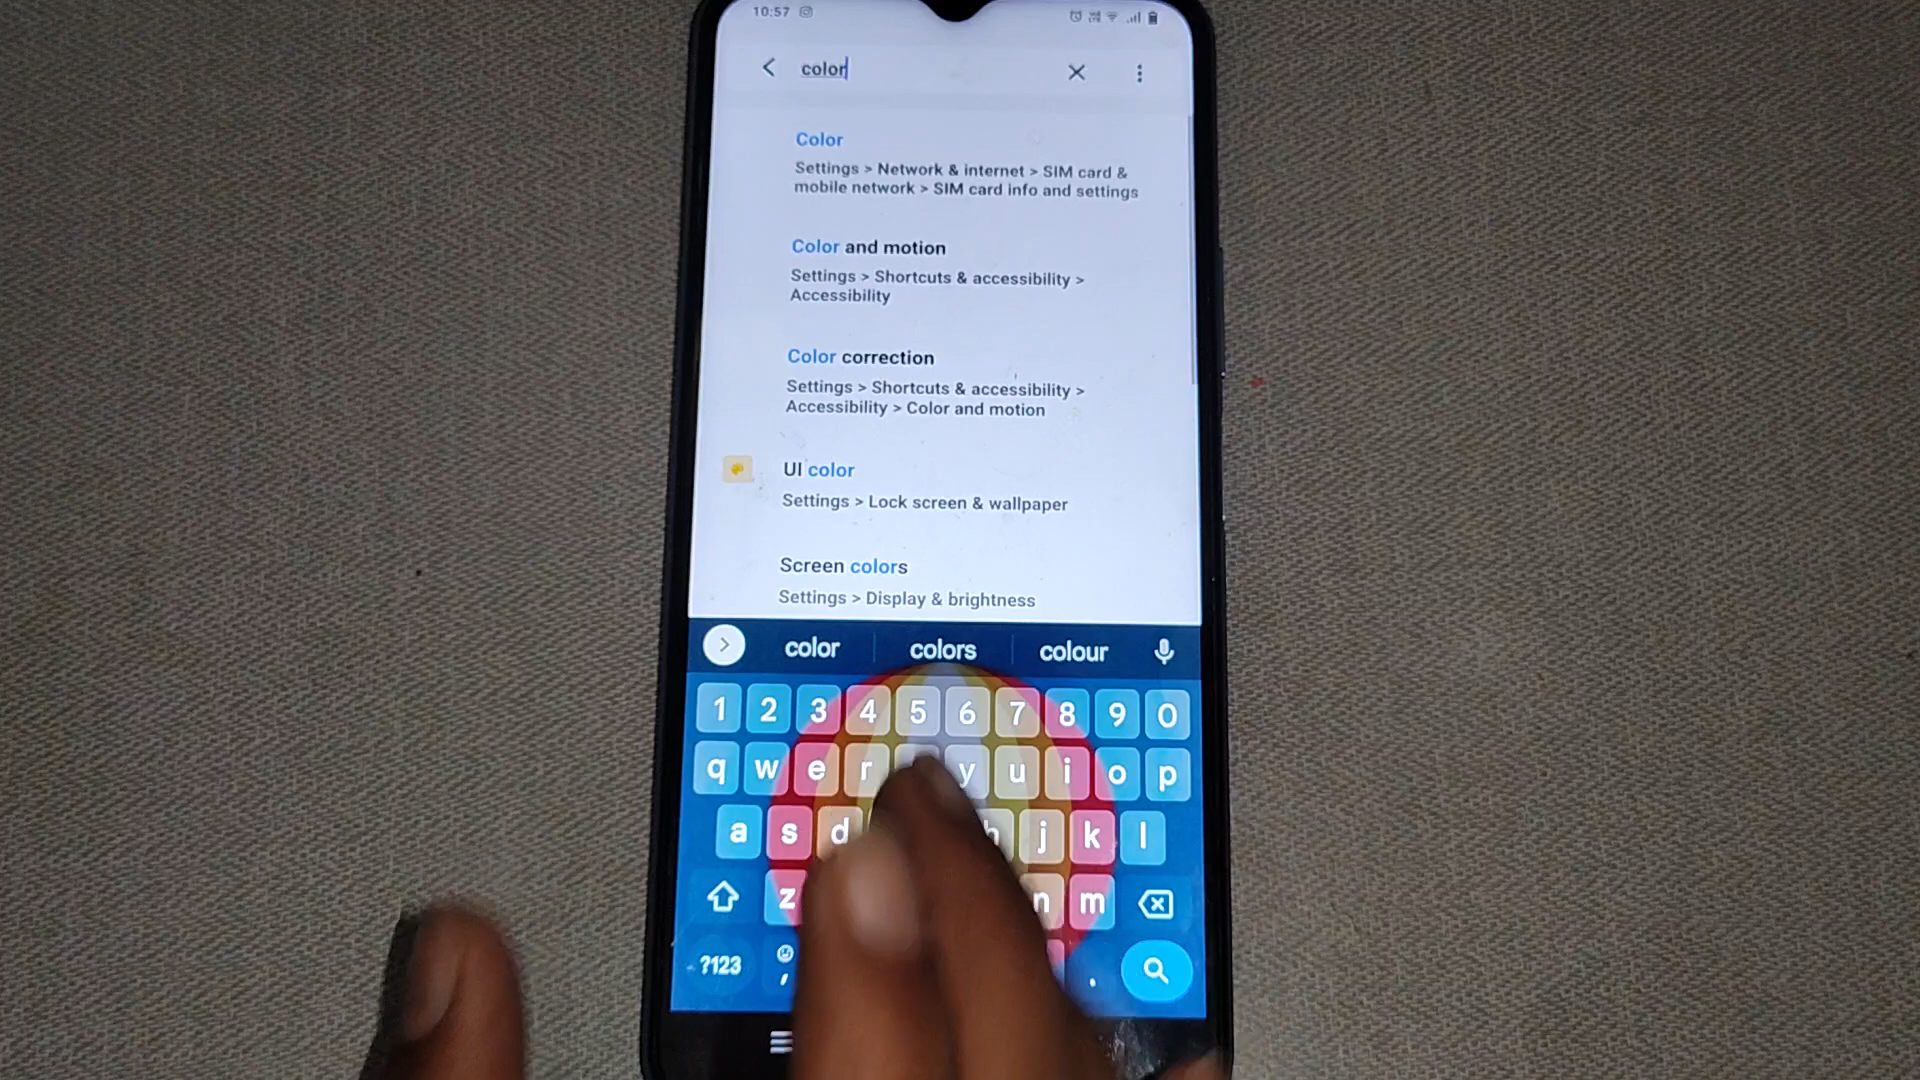 10:57
color
Color
Settings > Network & internet > SIM card &
mobile network > SIM card info and settings
Color and motion
Settings > Shortcuts & accessibility >
Accessibility
Color correction
Settings > Shortcuts & accessibility >
Accessibility > Color and motion
UI color
Settings > Lock screen & wallpaper
Screen colors
Settings > Display & brightness
color colors colour
1 2 3 4 5 6 7 8 9 0
q w e r y u i o p
a s d h j k l
z n m
?123 , .